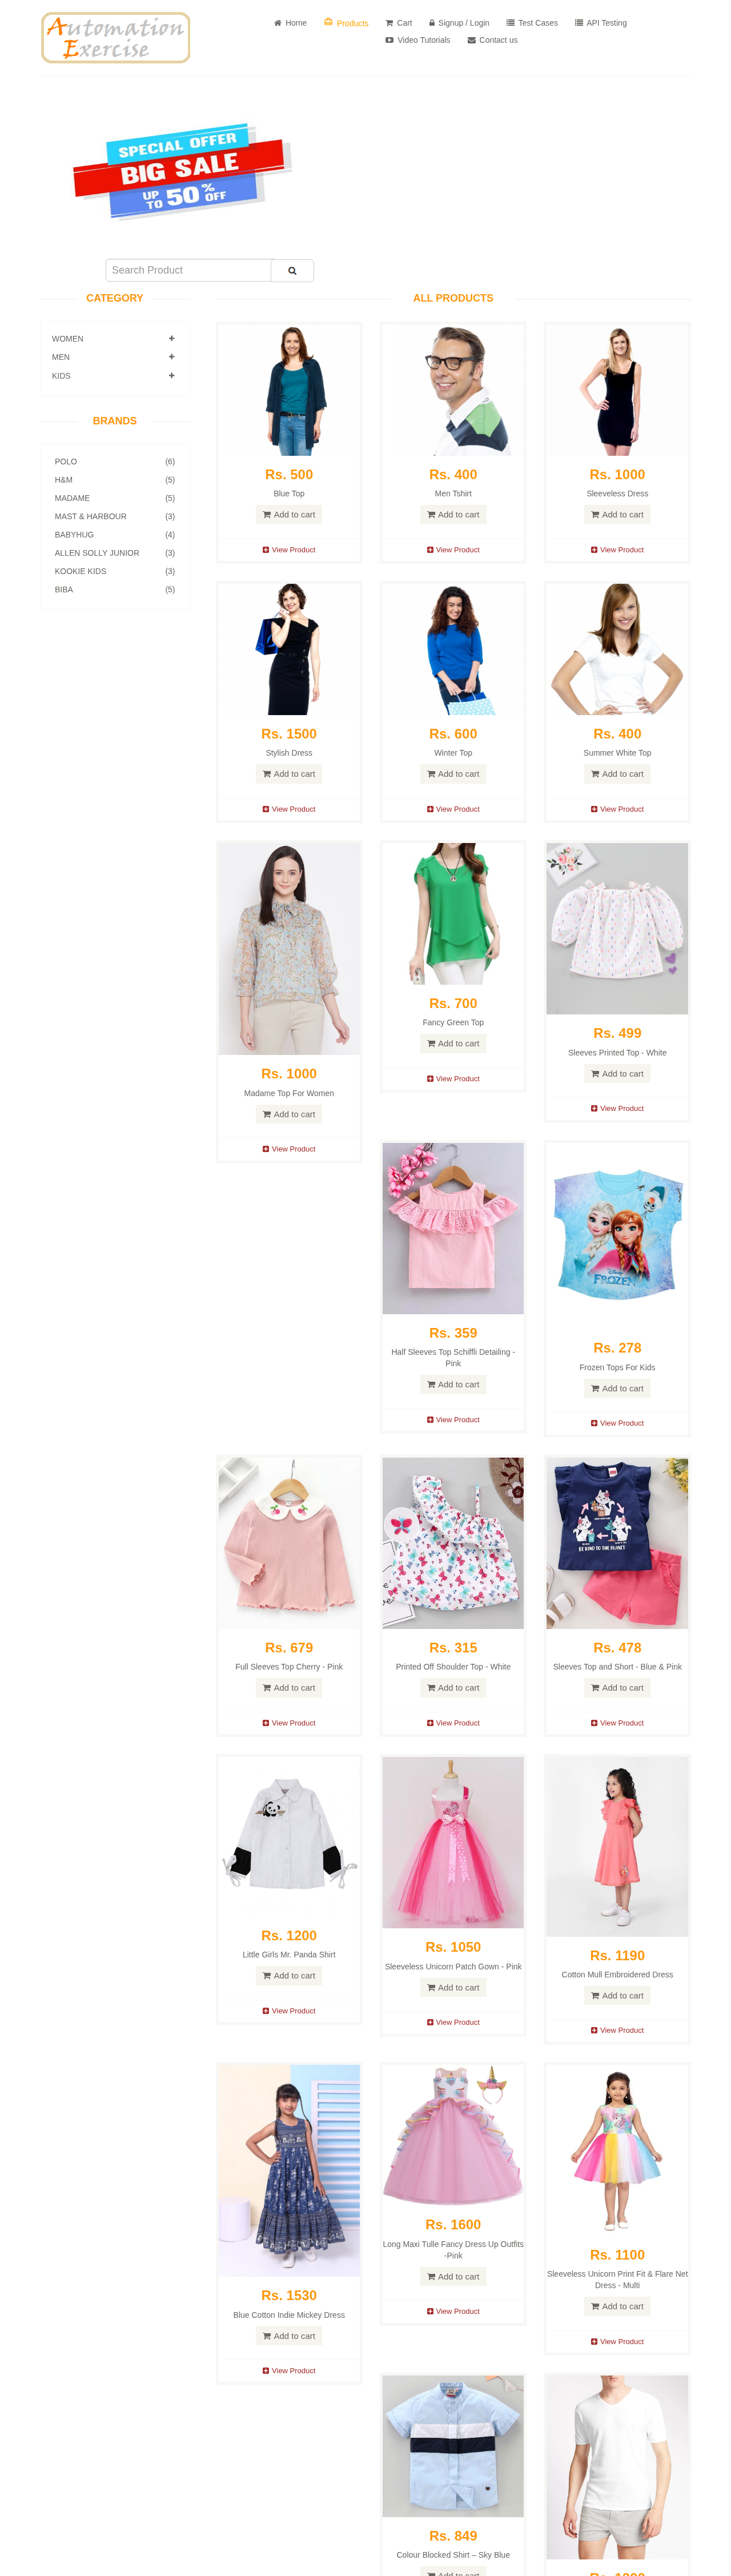 Automation
Exercise
Home
Products
Cart
Signup / Login
Test Cases
API Testing
Video Tutorials
Contact us
SPECIAL OFFER
BIG SALE
UP TO 50% OFF
Search Product
CATEGORY
WOMEN
MEN
KIDS
BRANDS
POLO (6)
H&M (5)
MADAME (5)
MAST & HARBOUR (3)
BABYHUG (4)
ALLEN SOLLY JUNIOR (3)
KOOKIE KIDS (3)
BIBA (5)
ALL PRODUCTS
Rs. 500
Blue Top
Add to cart
View Product
Rs. 400
Men Tshirt
Add to cart
View Product
Rs. 1000
Sleeveless Dress
Add to cart
View Product
Rs. 1500
Stylish Dress
Add to cart
View Product
Rs. 600
Winter Top
Add to cart
View Product
Rs. 400
Summer White Top
Add to cart
View Product
Rs. 1000
Madame Top For Women
Add to cart
View Product
Rs. 700
Fancy Green Top
Add to cart
View Product
Rs. 499
Sleeves Printed Top - White
Add to cart
View Product
Rs. 359
Half Sleeves Top Schiffli Detailing -
Pink
Add to cart
View Product
Disney
FROZEN
Rs. 278
Frozen Tops For Kids
Add to cart
View Product
Rs. 679
Full Sleeves Top Cherry - Pink
Add to cart
View Product
Rs. 315
Printed Off Shoulder Top - White
Add to cart
View Product
BE KIND TO THE PLANET
Rs. 478
Sleeves Top and Short - Blue & Pink
Add to cart
View Product
Rs. 1200
Little Girls Mr. Panda Shirt
Add to cart
View Product
Rs. 1050
Sleeveless Unicorn Patch Gown - Pink
Add to cart
View Product
Rs. 1190
Cotton Mull Embroidered Dress
Add to cart
View Product
Rs. 1530
Blue Cotton Indie Mickey Dress
Add to cart
View Product
Rs. 1600
Long Maxi Tulle Fancy Dress Up Outfits
-Pink
Add to cart
View Product
Rs. 1100
Sleeveless Unicorn Print Fit & Flare Net
Dress - Multi
Add to cart
View Product
Rs. 849
Colour Blocked Shirt – Sky Blue
Add to cart